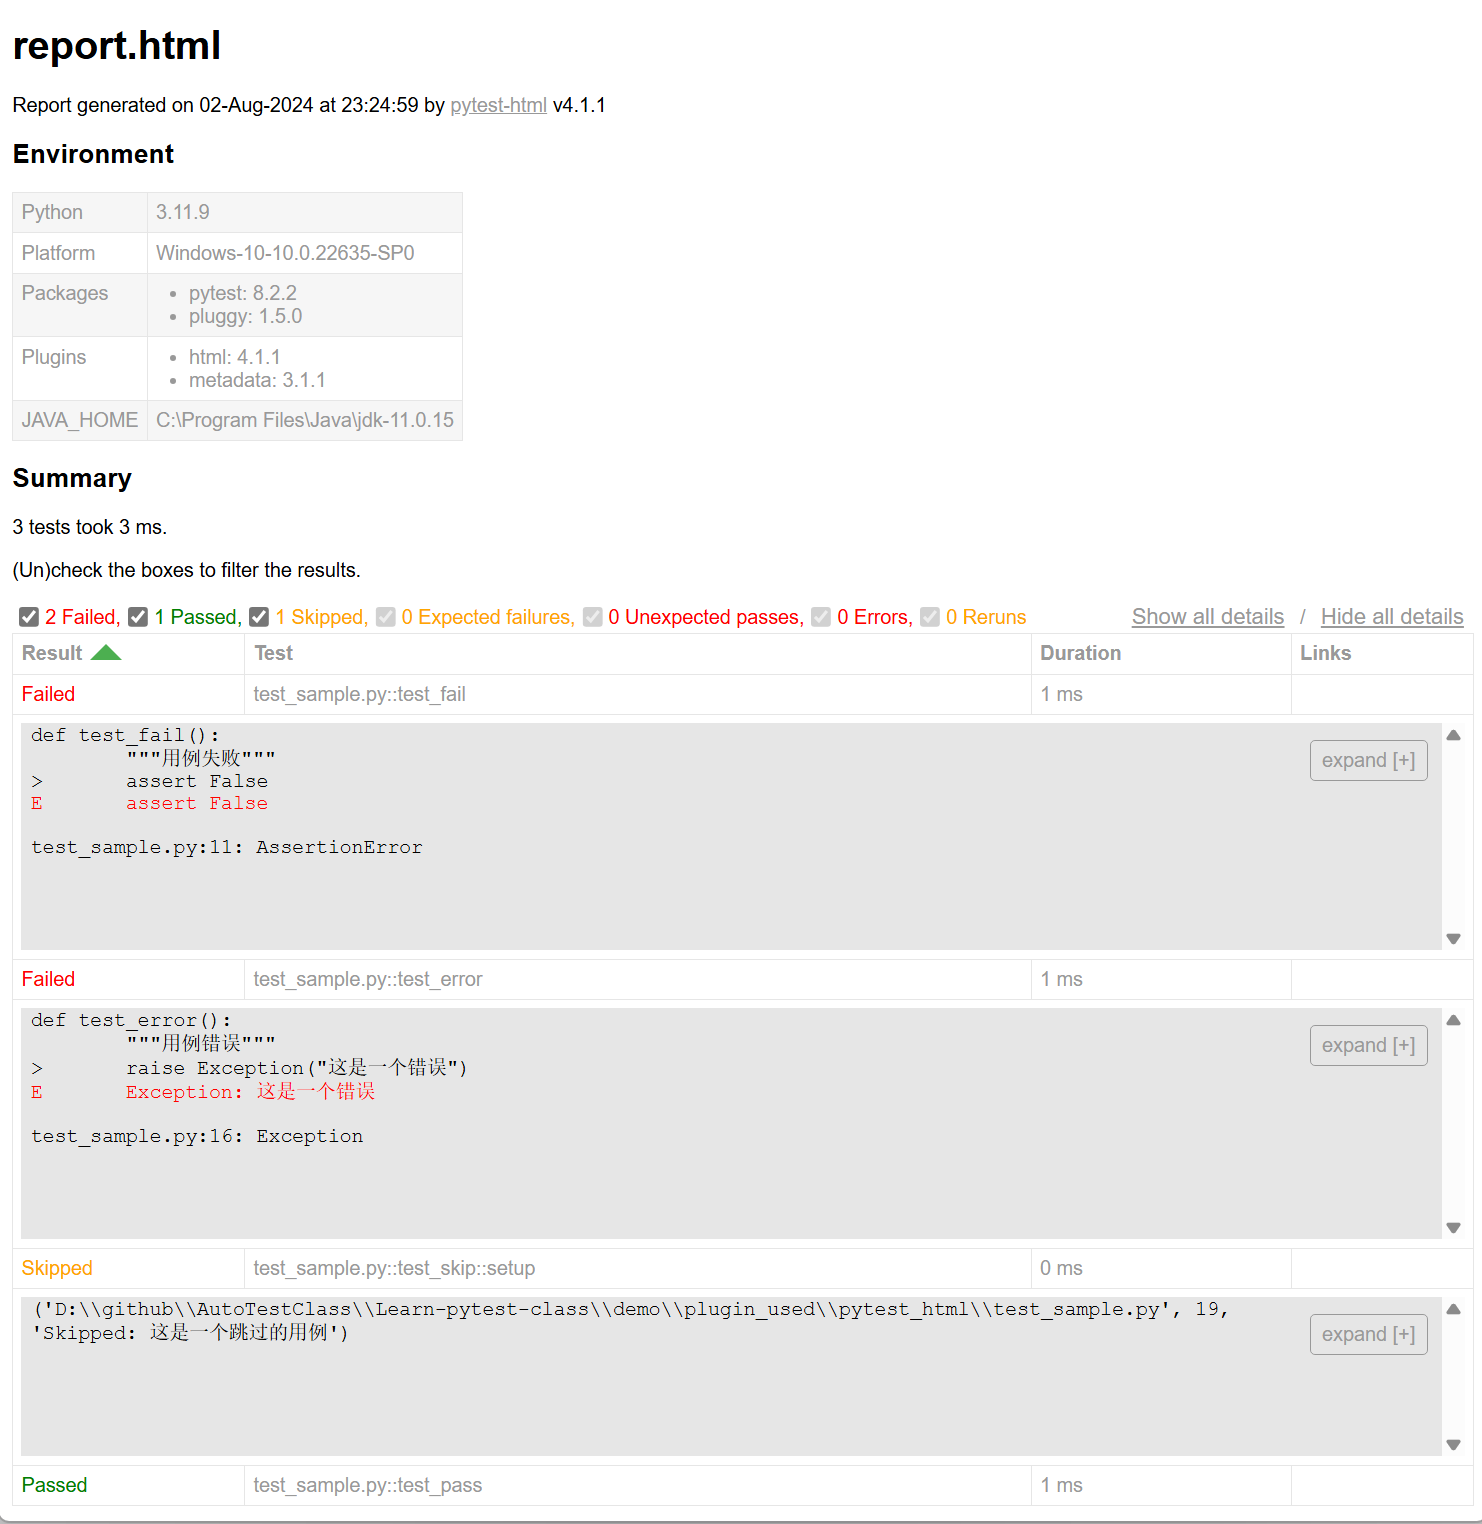 report.html
Report generated on 02-Aug-2024 at 23:24:59 by pytest-html v4.1.1
Environment
Python 3.11.9
Platform Windows-10-10.0.22635-SP0
Packages
• pytest: 8.2.2
• pluggy: 1.5.0
Plugins
• html: 4.1.1
• metadata: 3.1.1
JAVA_HOME C:\Program Files\Java\jdk-11.0.15
Summary
3 tests took 3 ms.
(Un)check the boxes to filter the results.
2 Failed, 1 Passed, 1 Skipped, 0 Expected failures, 0 Unexpected passes, 0 Errors, 0 Reruns Show all details / Hide all details
Result Test Duration Links
Failed test_sample.py::test_fail 1 ms
def test_fail():
"""用例失败"""
expand [+]
> assert False
E assert False
test_sample.py:11: AssertionError
Failed test_sample.py::test_error 1 ms
def test_error():
"""用例错误"""
expand [+]
> raise Exception("这是一个错误")
E Exception: 这是一个错误
test_sample.py:16: Exception
Skipped test_sample.py::test_skip::setup 0 ms
('D:\\github\\AutoTestClass\\Learn-pytest-class\\demo\\plugin_used\\pytest_html\\test_sample.py', 19,
'Skipped: 这是一个跳过的用例')
expand [+]
Passed test_sample.py::test_pass 1 ms